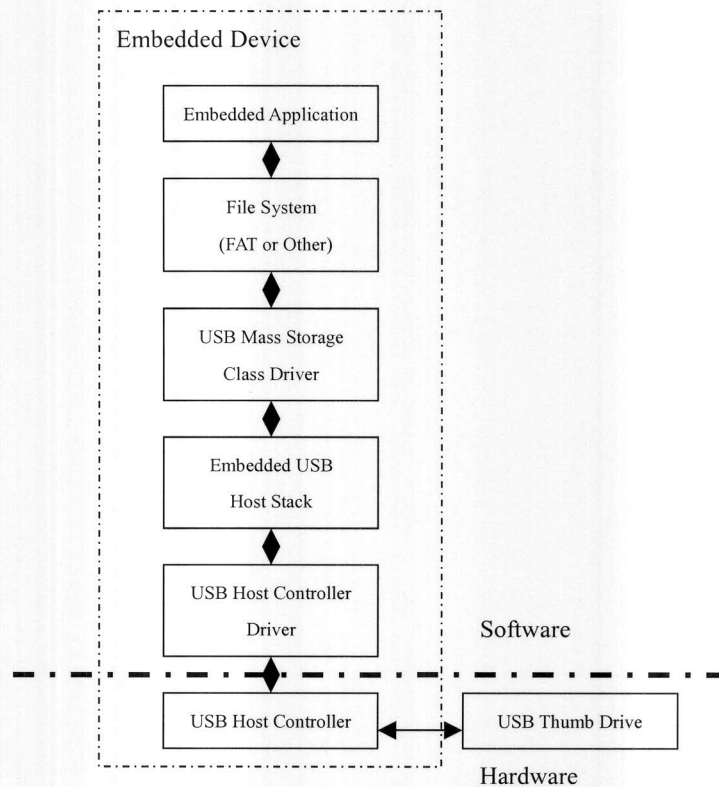 Embedded Device
Embedded Application
File System
(FAT or Other)
USB Mass Storage
Class Driver
Embedded USB
Host Stack
USB Host Controller
Driver
Software
USB Host Controller
USB Thumb Drive
Hardware